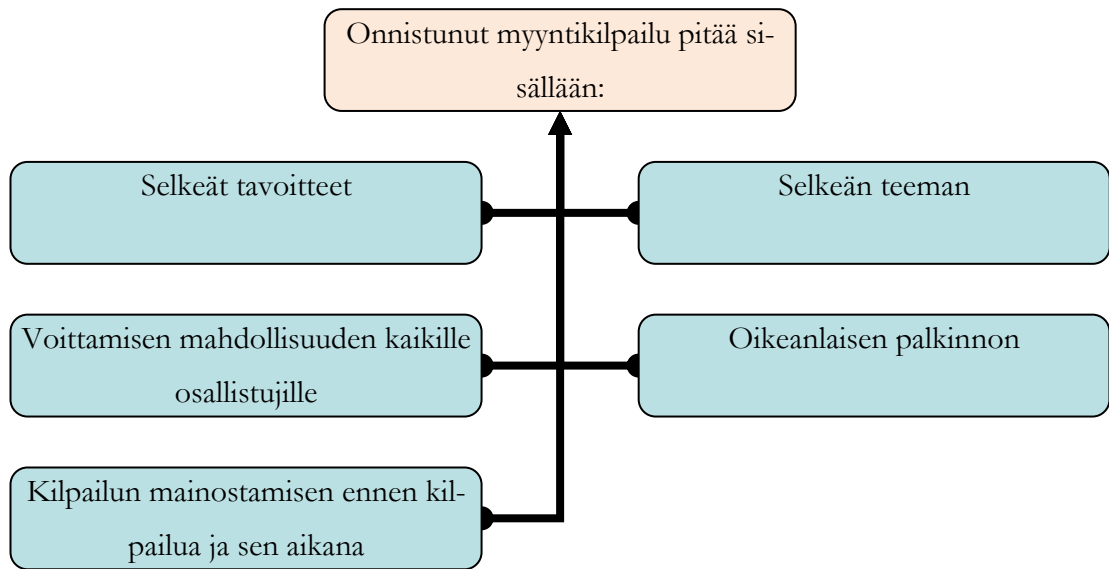 Onnistunut myyntikilpailu pitää si-
sällään:
Selkeät tavoitteet
Selkeän teeman
Voittamisen mahdollisuuden kaikille
osallistujille
Oikeanlaisen palkinnon
Kilpailun mainostamisen ennen kil-
pailua ja sen aikana